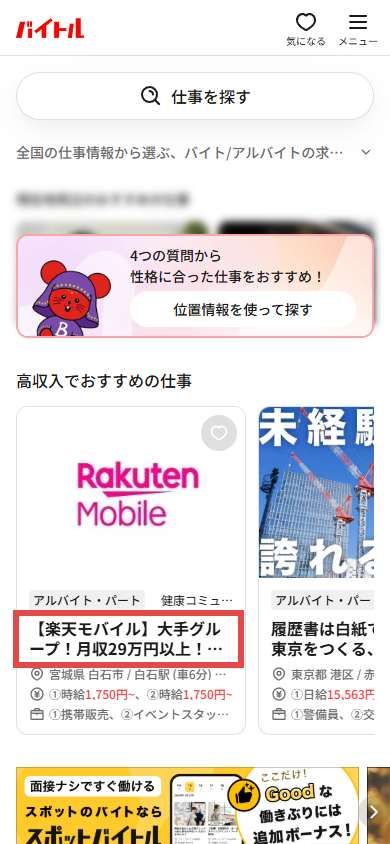 バイトル
気になる
メニュー
仕事を探す
全国の仕事情報から選ぶ、バイト/アルバイトの求…
4つの質問から
性格に合った仕事をおすすめ！
位置情報を使って探す
B
高収入でおすすめの仕事
Rakuten
Mobile
アルバイト・パート
健康コミュ…
【楽天モバイル】大手グル
ープ！月収29万円以上！…
宮城県 白石市 / 白石駅 (車6分) …
①時給1,750円~、②時給1,750円~
①携帯販売、②イベントスタッ…
未経験
誇れる
アルバイト・パー
履歴書は白紙で
東京をつくる、
東京都 港区 / 赤
①日給15,563円
①警備員、②交
面接ナシですぐ働ける
スポットのバイトなら
スポットバイトル
ここだけ！
Goodな
働きぶりには
追加ボーナス！